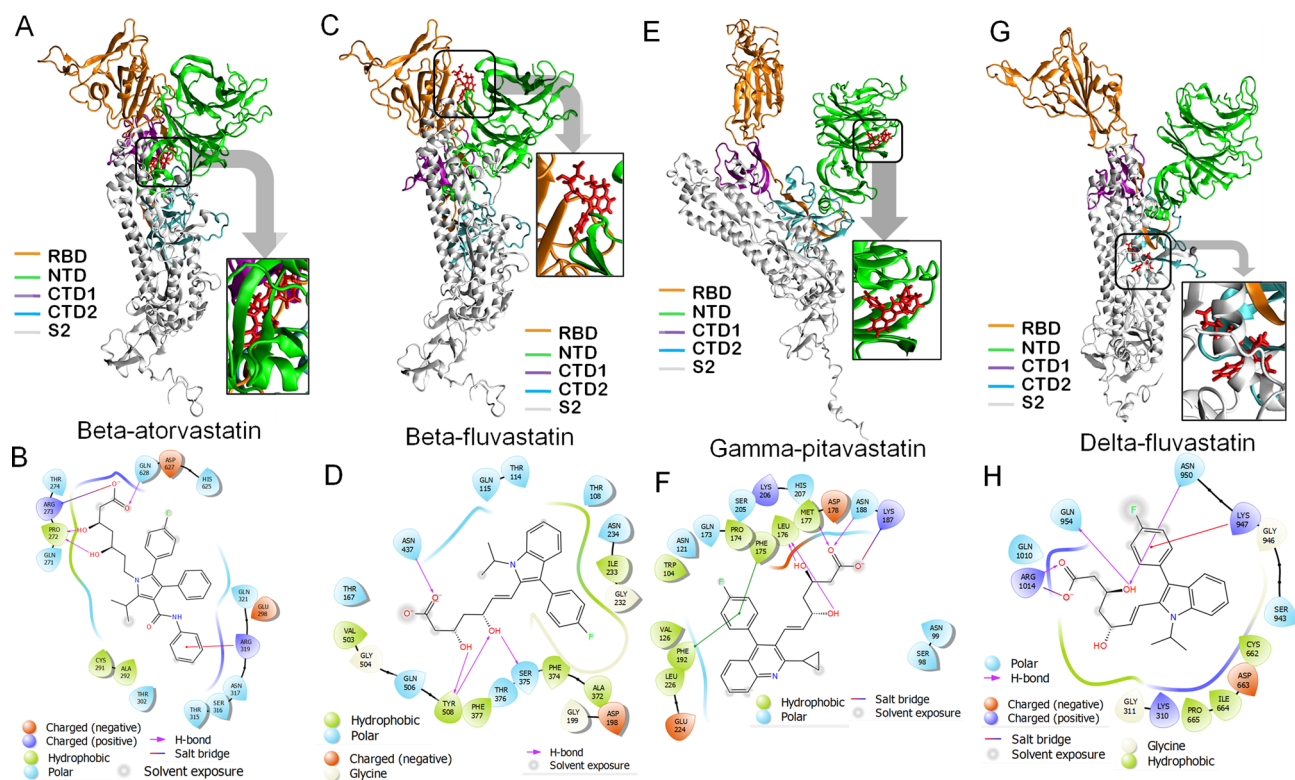 A
C
E
G
RBD
NTD
CTD1
CTD2
S2
RBD
NTD
CTD1
CTD2
S2
RBD
NTD
CTD1
CTD2
S2
RBD
NTD
CTD1
CTD2
S2
Beta-atorvastatin
Beta-fluvastatin
Gamma-pitavastatin
Delta-fluvastatin
B
THR
274
ARG
273
PRO
272
GLN
271
GLN
628
ASP
627
HIS
625
O⁻
O
HO
HO
F
N
NH
O
CYS
291
ALA
292
THR
302
THR
315
SER
316
ASN
317
ARG
319
GLN
321
GLU
298
Charged (negative)
Charged (positive)
Hydrophobic
Polar
H-bond
Salt bridge
Solvent exposure
D
GLN
115
THR
114
THR
108
ASN
437
ASN
234
ILE
233
GLY
232
THR
167
VAL
503
GLY
504
GLN
506
TYR
508
PHE
377
THR
376
SER
375
PHE
374
ALA
372
GLY
199
ASP
198
O⁻
O⁻
OH
OH
N
F
Hydrophobic
Polar
Charged (negative)
Glycine
H-bond
Solvent exposure
F
ASN
121
GLN
173
SER
205
LYS
206
HIS
207
PRO
174
PHE
175
LEU
176
MET
177
ASP
178
ASN
188
LYS
187
TRP
104
VAL
126
PHE
192
LEU
226
GLU
224
ASN
99
SER
98
F
O
O⁻
HO
OH
N
Hydrophobic
Polar
Salt bridge
Solvent exposure
H
ASN
950
GLN
954
LYS
947
GLY
946
GLN
1010
ARG
1014
SER
943
CYS
662
ASP
663
ILE
664
PRO
665
LYS
310
GLY
311
F
O
O⁻
OH
OH
N
Polar
H-bond
Charged (negative)
Charged (positive)
Salt bridge
Solvent exposure
Glycine
Hydrophobic